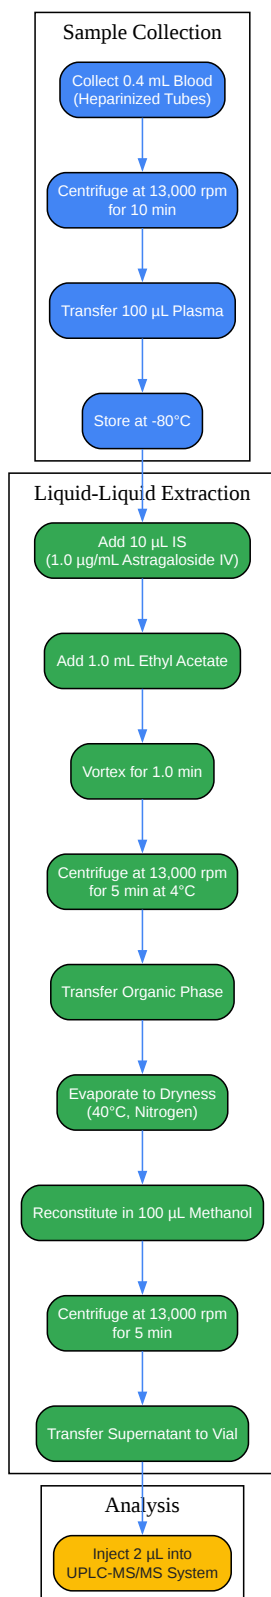 Sample Collection
Collect 0.4 mL Blood
(Heparinized Tubes)
Centrifuge at 13,000 rpm
for 10 min
Transfer 100 µL Plasma
Store at -80°C
Liquid-Liquid Extraction
Add 10 µL IS
(1.0 µg/mL Astragaloside IV)
Add 1.0 mL Ethyl Acetate
Vortex for 1.0 min
Centrifuge at 13,000 rpm
for 5 min at 4°C
Transfer Organic Phase
Evaporate to Dryness
(40°C, Nitrogen)
Reconstitute in 100 µL Methanol
Centrifuge at 13,000 rpm
for 5 min
Transfer Supernatant to Vial
Analysis
Inject 2 µL into
UPLC-MS/MS System